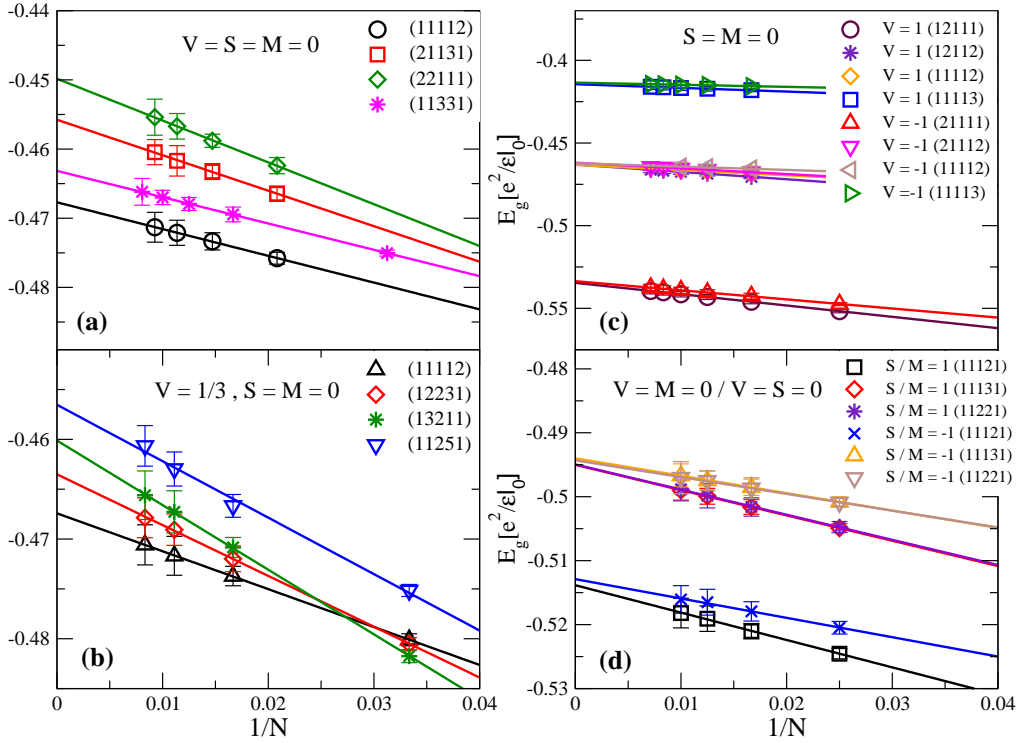 -0.44
-0.45
-0.46
-0.47
-0.48
V = S = M = 0
(11112)
(21131)
(22111)
(11331)
(a)
-0.46
-0.47
-0.48
V = 1/3 , S = M = 0
(11112)
(12231)
(13211)
(11251)
(b)
0
0.01
0.02
0.03
0.04
1/N
E_g[e^2/εl_0]
-0.4
-0.45
-0.5
-0.55
S = M = 0
V = 1 (12111)
V = 1 (12112)
V = 1 (11112)
V = 1 (11113)
V = -1 (21111)
V = -1 (21112)
V = -1 (11112)
V = -1 (11113)
(c)
E_g[e^2/εl_0]
-0.48
-0.49
-0.5
-0.51
-0.52
-0.53
V = M = 0 / V = S = 0
S / M = 1 (11121)
S / M = 1 (11131)
S / M = 1 (11221)
S / M = -1 (11121)
S / M = -1 (11131)
S / M = -1 (11221)
(d)
0
0.01
0.02
0.03
0.04
1/N